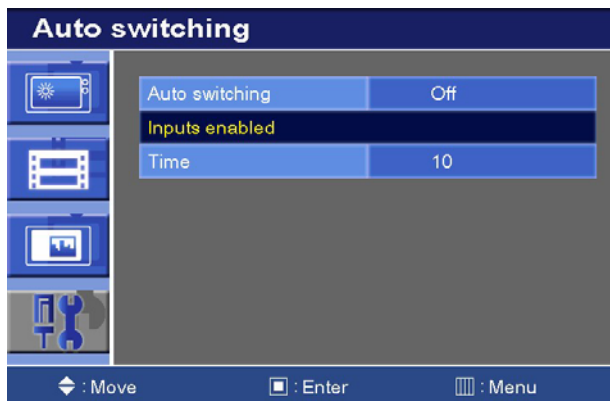 Auto switching
Auto switching Off
Inputs enabled
Time 10
: Move : Enter : Menu